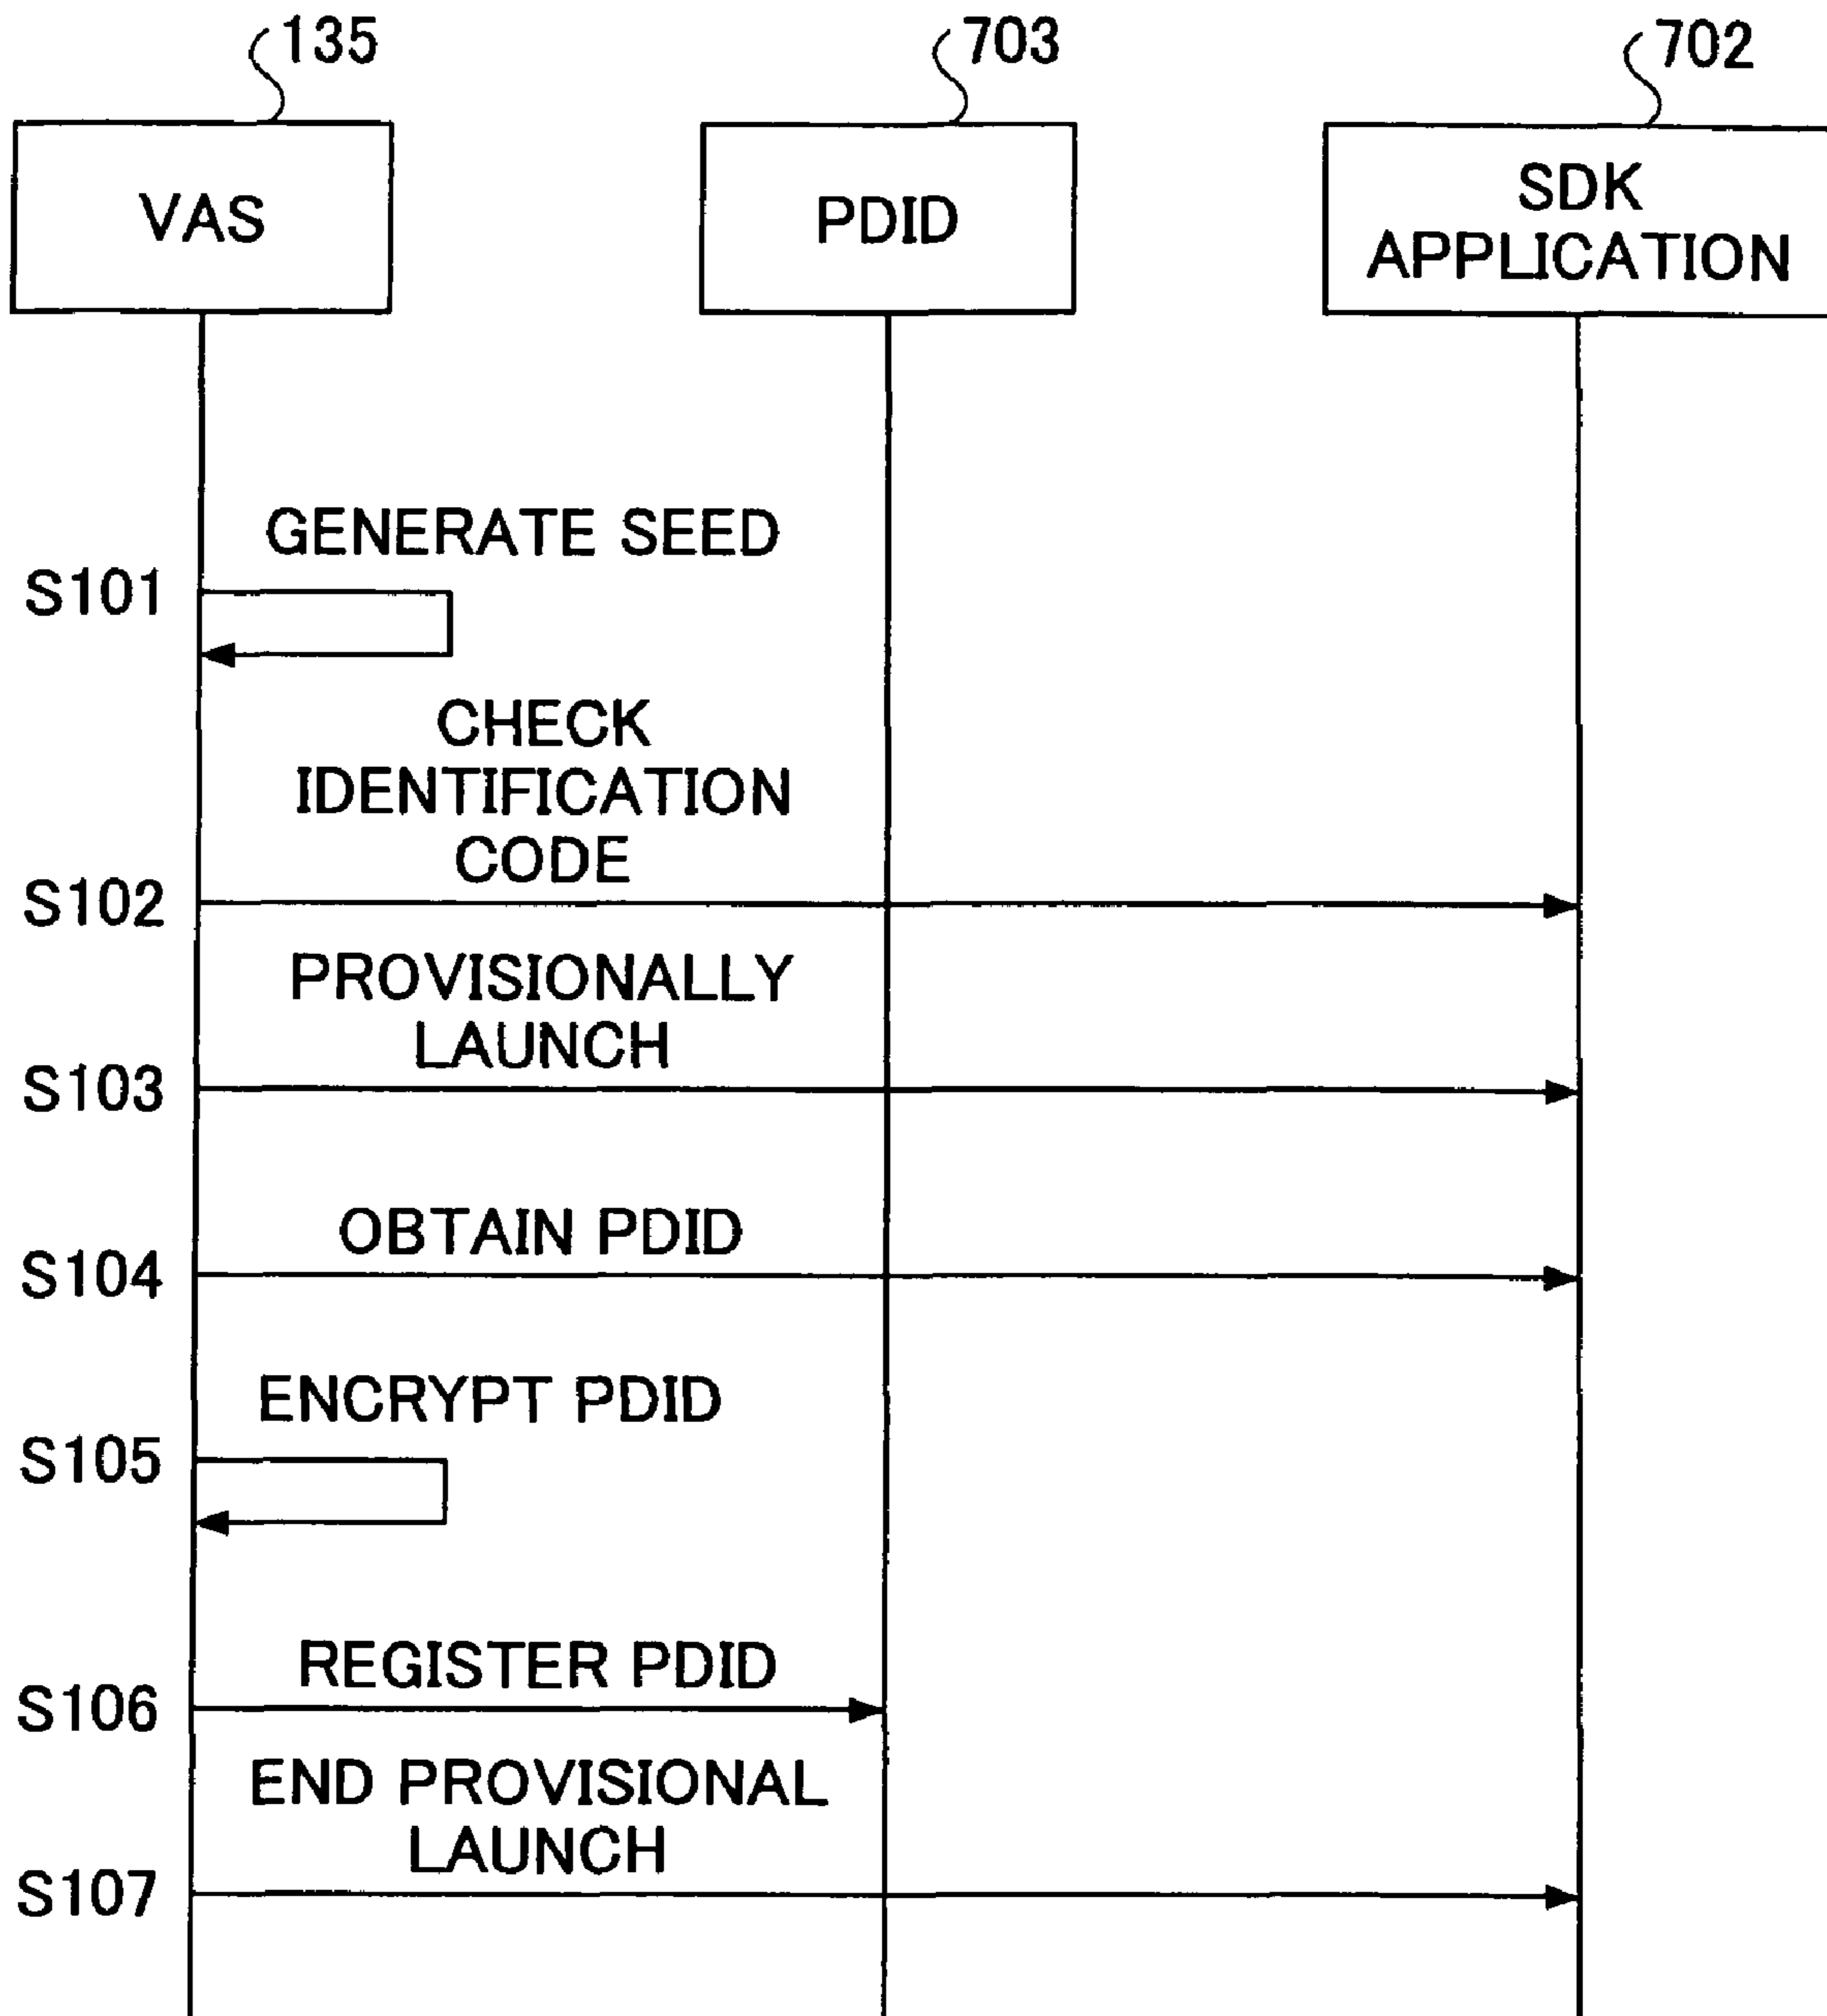 135
703
702
VAS
PDID
SDK
APPLICATION
GENERATE SEED
S101
CHECK
IDENTIFICATION
CODE
S102
PROVISIONALLY
LAUNCH
S103
OBTAIN PDID
S104
ENCRYPT PDID
S105
REGISTER PDID
S106
END PROVISIONAL
LAUNCH
S107